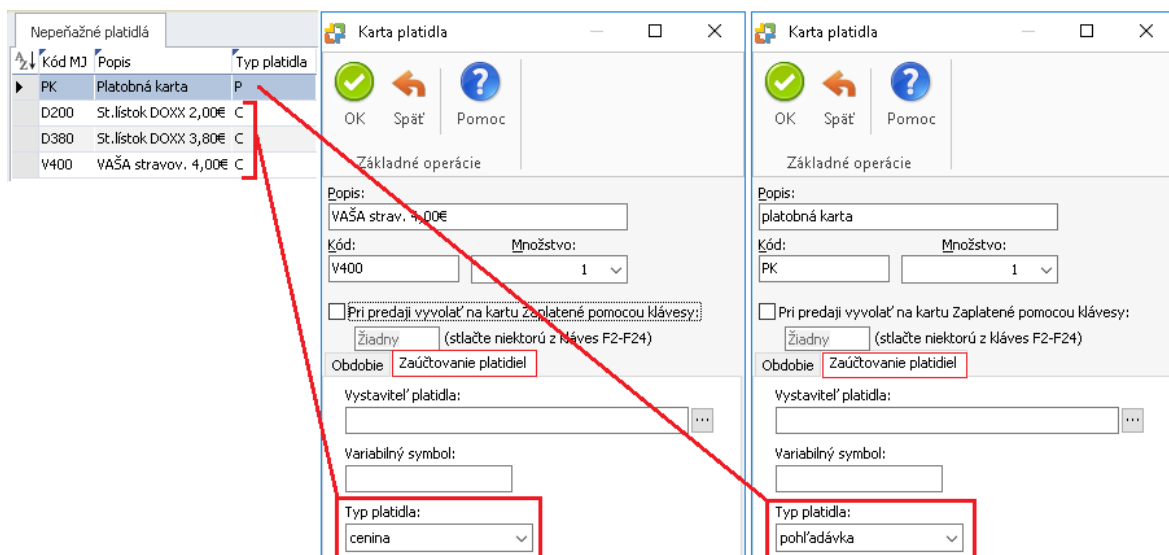 Nepeňažné platidlá
Kód MJ Popis Typ platidla
PK Platobná karta P
D200 St.lístok DOXX 2,00€ C
D380 St.lístok DOXX 3,80€ C
V400 VAŠA stravov. 4,00€ C
Karta platidla
OK Späť Pomoc
Základné operácie
Popis:
VAŠA strav. 4,00€
Kód: Množstvo:
V400 1
Pri predaji vyvolať na kartu Zaplatené pomocou klávesy:
Žiadny (stlačte niektorú z kláves F2-F24)
Obdobie Zaúčtovanie platidiel
Vystaviteľ platidla:
...
Variabilný symbol:
Typ platidla:
cenina
Karta platidla
OK Späť Pomoc
Základné operácie
Popis:
platobná karta
Kód: Množstvo:
PK 1
Pri predaji vyvolať na kartu Zaplatené pomocou klávesy:
Žiadny (stlačte niektorú z kláves F2-F24)
Obdobie Zaúčtovanie platidiel
Vystaviteľ platidla:
...
Variabilný symbol:
Typ platidla:
pohľadávka